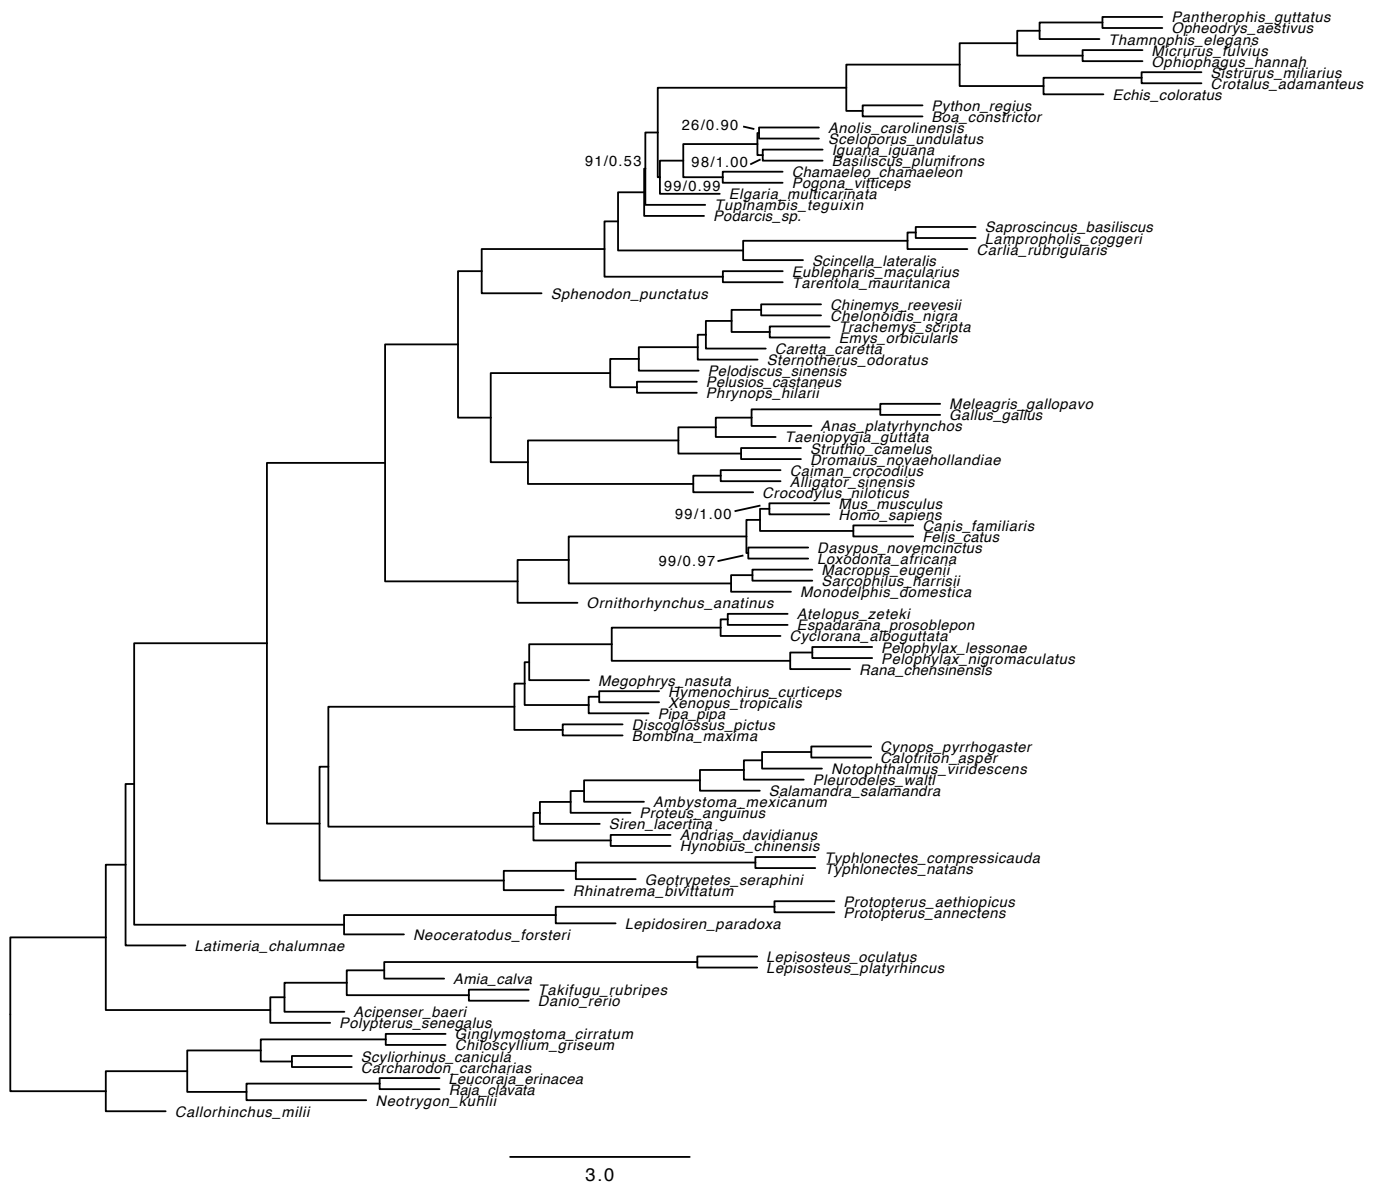 Pantherophis_guttatus
Opheodrys_aestivus
Thamnophis_elegans
Micrurus_fulvius
Ophiophagus_hannah
Sistrurus_miliarius
Crotalus_adamanteus
Echis_coloratus
Python_regius
Boa_constrictor
26/0.90
Anolis_carolinensis
Sceloporus_undulatus
Iguana_iguana
91/0.53
98/1.00
Basiliscus_plumifrons
Chamaeleo_chamaeleon
Pogona_vitticeps
99/0.99
Elgaria_multicarinata
Tupinambis_teguixin
Podarcis_sp.
Saproscincus_basiliscus
Lampropholis_coggeri
Carlia_rubrigularis
Scincella_lateralis
Eublepharis_macularius
Tarentola_mauritanica
Sphenodon_punctatus
Chinemys_reevesii
Chelonoidis_nigra
Trachemys_scripta
Emys_orbicularis
Caretta_caretta
Sternotherus_odoratus
Pelodiscus_sinensis
Pelusios_castaneus
Phrynops_hilarii
Meleagris_gallopavo
Gallus_gallus
Anas_platyrhynchos
Taeniopygia_guttata
Struthio_camelus
Dromaius_novaehollandiae
Caiman_crocodilus
Alligator_sinensis
Crocodylus_niloticus
Mus_musculus
99/1.00
Homo_sapiens
Canis_familiaris
Felis_catus
Dasypus_novemcinctus
99/0.97
Loxodonta_africana
Macropus_eugenii
Sarcophilus_harrisii
Monodelphis_domestica
Ornithorhynchus_anatinus
Atelopus_zeteki
Espadarana_prosoblepon
Cyclorana_alboguttata
Pelophylax_lessonae
Pelophylax_nigromaculatus
Rana_chensinensis
Megophrys_nasuta
Hymenochirus_curticeps
Xenopus_tropicalis
Pipa_pipa
Discoglossus_pictus
Bombina_maxima
Cynops_pyrrhogaster
Calotriton_asper
Notophthalmus_viridescens
Pleurodeles_waltl
Salamandra_salamandra
Ambystoma_mexicanum
Proteus_anguinus
Siren_lacertina
Andrias_davidianus
Hynobius_chinensis
Typhlonectes_compressicauda
Typhlonectes_natans
Geotrypetes_seraphini
Rhinatrema_bivittatum
Protopterus_aethiopicus
Protopterus_annectens
Lepidosiren_paradoxa
Neoceratodus_forsteri
Latimeria_chalumnae
Lepisosteus_oculatus
Lepisosteus_platyrhincus
Amia_calva
Takifugu_rubripes
Danio_rerio
Acipenser_baeri
Polypterus_senegalus
Ginglymostoma_cirratum
Chiloscyllium_griseum
Scyliorhinus_canicula
Carcharodon_carcharias
Leucoraja_erinacea
Raja_clavata
Neotrygon_kuhlii
Callorhinchus_milii
3.0